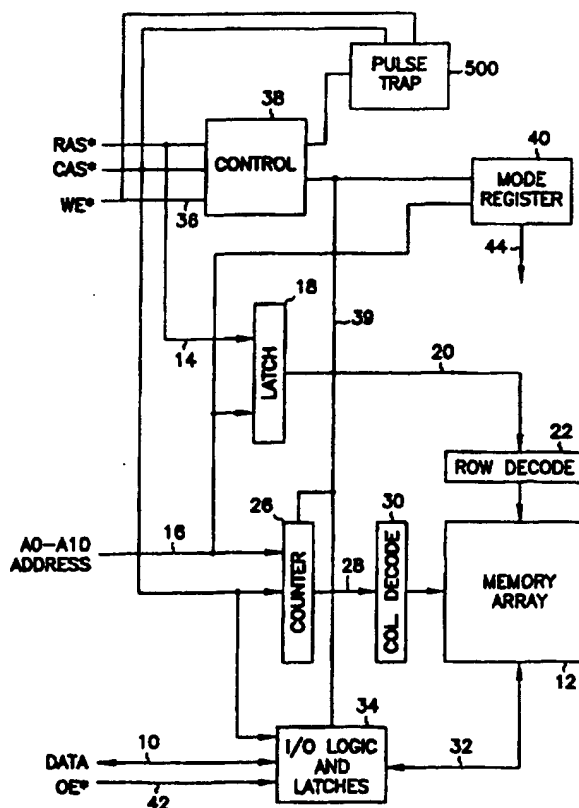 PULSE
TRAP
500
38
RAS*
CAS*
WE*
CONTROL
36
40
MODE
REGISTER
44
18
LATCH
14
39
20
22
ROW DECODE
26
30
A0-A10
ADDRESS
16
COUNTER
28
COL. DECODE
MEMORY
ARRAY
12
34
DATA
10
I/O LOGIC
AND
LATCHES
32
OE*
42